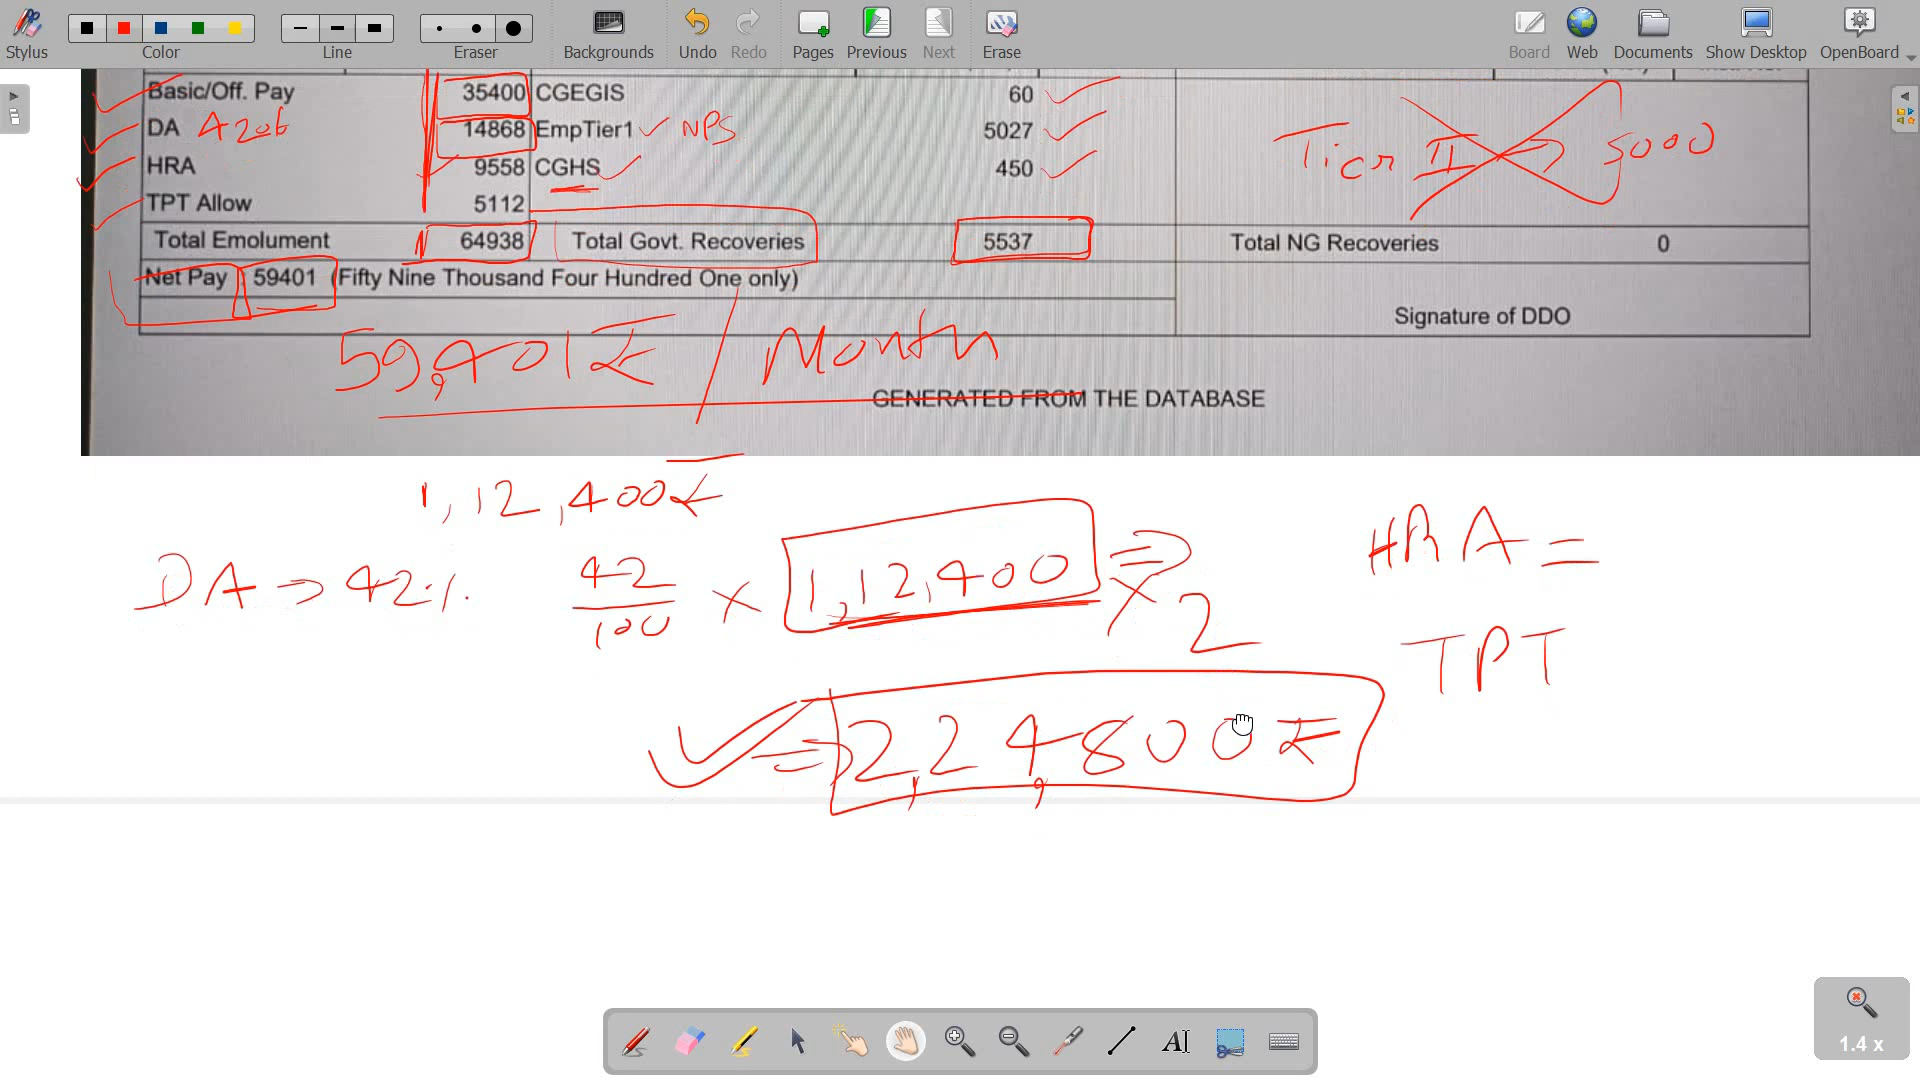 Stylus Color Line Eraser Backgrounds Undo Redo Pages Previous Next Erase Board Web Documents Show Desktop OpenBoard
Basic/Off. Pay 35400 CGEGIS 60
DA 14868 EmpTier1 NPS 5027 Tier II 5000
HRA 9558 CGHS 450
TPT Allow 5112
Total Emolument 64938 Total Govt. Recoveries 5537 Total NG Recoveries 0
Net Pay 59401 (Fifty Nine Thousand Four Hundred One only)
Signature of DDO
59,401₹ / Month
GENERATED FROM THE DATABASE
1,12,400₹
DA → 42%. 42/100 × 1,12,400 ⇒ × 2
HRA =
TPT
⇒ 2,24,800₹
1.4 x